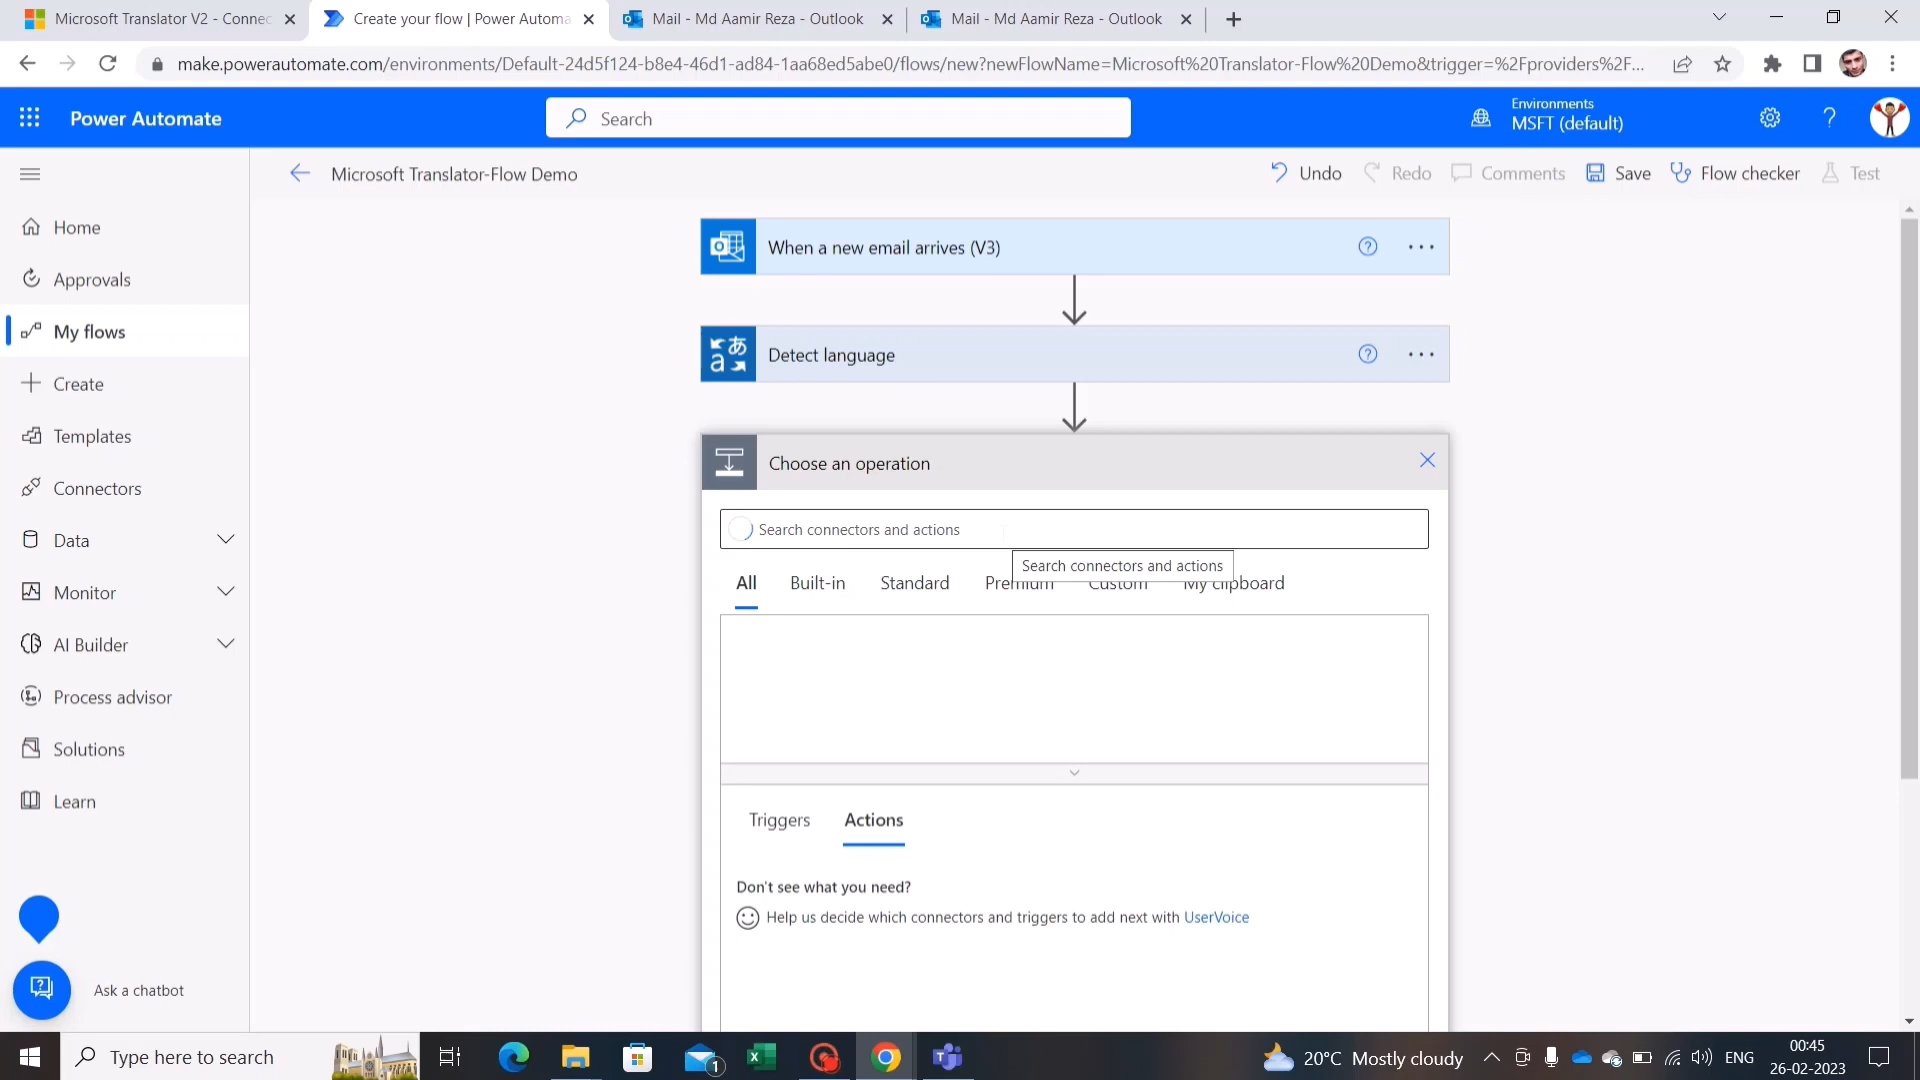 Microsoft Translator V2 - Connec
Create your flow | Power Automa
Mail - Md Aamir Reza - Outlook
Mail - Md Aamir Reza - Outlook
make.powerautomate.com/environments/Default-24d5f124-b8e4-46d1-ad84-1aa68ed5abe0/flows/new?newFlowName=Microsoft%20Translator-Flow%20Demo&trigger=%2Fproviders%2F...
Power Automate
Search
Environments
MSFT (default)
Microsoft Translator-Flow Demo
Undo
Redo
Comments
Save
Flow checker
Test
Home
Approvals
My flows
Create
Templates
Connectors
Data
Monitor
AI Builder
Process advisor
Solutions
Learn
Ask a chatbot
When a new email arrives (V3)
Detect language
Choose an operation
Search connectors and actions
Search connectors and actions
All
Built-in
Standard
Premium
Custom
My clipboard
Triggers
Actions
Don't see what you need?
Help us decide which connectors and triggers to add next with UserVoice
Type here to search
1
20°C Mostly cloudy
ENG
00:45
26-02-2023